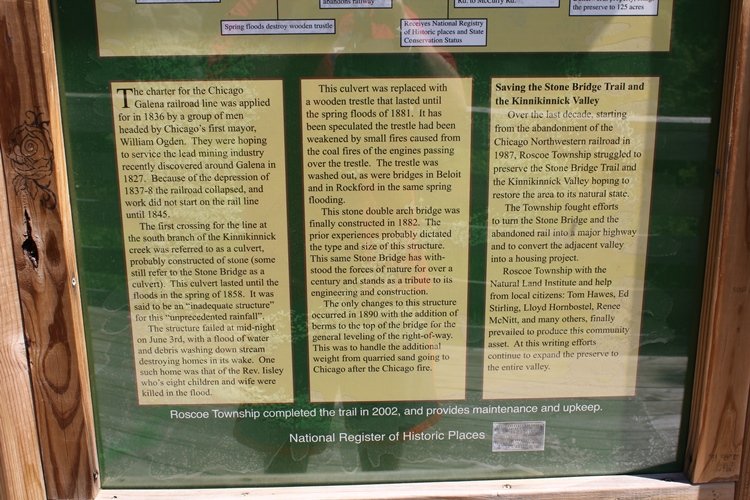 abandons railway
Rd. to McCurry Rd.
the preserve to 125 acres
Spring floods destroy wooden trestle
Receives National Registry
of Historic places and State
Conservation Status
The charter for the Chicago
Galena railroad line was applied
for in 1836 by a group of men
headed by Chicago's first mayor,
William Ogden. They were hoping
to service the lead mining industry
recently discovered around Galena in
1827. Because of the depression of
1837-8 the railroad collapsed, and
work did not start on the rail line
until 1845.
The first crossing for the line at
the south branch of the Kinnikinnick
creek was referred to as a culvert,
probably constructed of stone (some
still refer to the Stone Bridge as a
culvert). This culvert lasted until the
floods in the spring of 1858. It was
said to be an "inadequate structure"
for this "unprecedented rainfall".
The structure failed at mid-night
on June 3rd, with a flood of water
and debris washing down stream
destroying homes in its wake. One
such home was that of the Rev. Iisley
who's eight children and wife were
killed in the flood.
This culvert was replaced with
a wooden trestle that lasted until
the spring floods of 1881. It has
been speculated the trestle had been
weakened by small fires caused from
the coal fires of the engines passing
over the trestle. The trestle was
washed out, as were bridges in Beloit
and in Rockford in the same spring
flooding.
This stone double arch bridge was
finally constructed in 1882. The
prior experiences probably dictated
the type and size of this structure.
This same Stone Bridge has with-
stood the forces of nature for over a
century and stands as a tribute to its
engineering and construction.
The only changes to this structure
occurred in 1890 with the addition of
berms to the top of the bridge for the
general leveling of the right-of-way.
This was to handle the additional
weight from quarried sand going to
Chicago after the Chicago fire.
Saving the Stone Bridge Trail and
the Kinnikinnick Valley
Over the last decade, starting
from the abandonment of the
Chicago Northwestern railroad in
1987, Roscoe Township struggled to
preserve the Stone Bridge Trail and
the Kinnikinnick Valley hoping to
restore the area to its natural state.
The Township fought efforts
to turn the Stone Bridge and the
abandoned rail into a major highway
and to convert the adjacent valley
into a housing project.
Roscoe Township with the
Natural Land Institute and help
from local citizens: Tom Hawes, Ed
Stirling, Lloyd Hornbostel, Renee
McNitt, and many others, finally
prevailed to produce this community
asset. At this writing efforts
continue to expand the preserve to
the entire valley.
Roscoe Township completed the trail in 2002, and provides maintenance and upkeep.
National Register of Historic Places